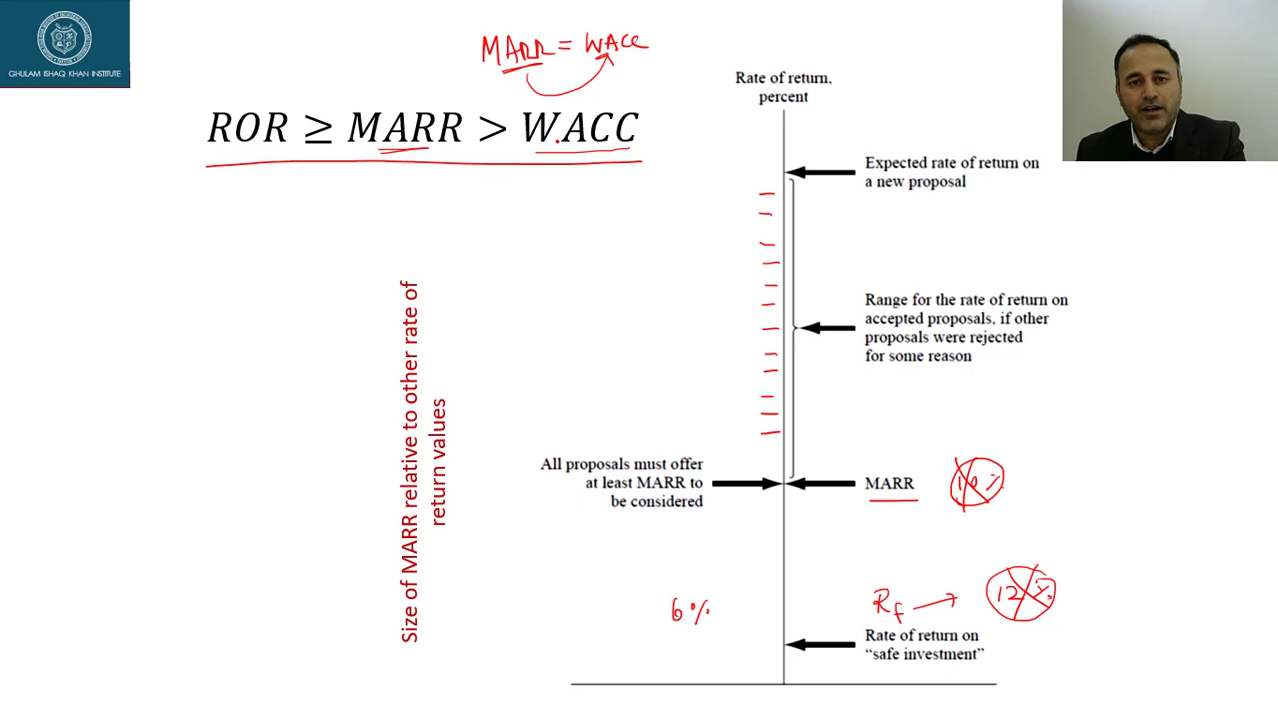 GHULAM ISHAQ KHAN INSTITUTE
MARR = WACC
ROR ≥ MARR > WACC
Size of MARR relative to other rate of
return values
Rate of return,
percent
Expected rate of return on
a new proposal
Range for the rate of return on
accepted proposals, if other
proposals were rejected
for some reason
All proposals must offer
at least MARR to
be considered
MARR
6%
Rf → 12%
Rate of return on
“safe investment”